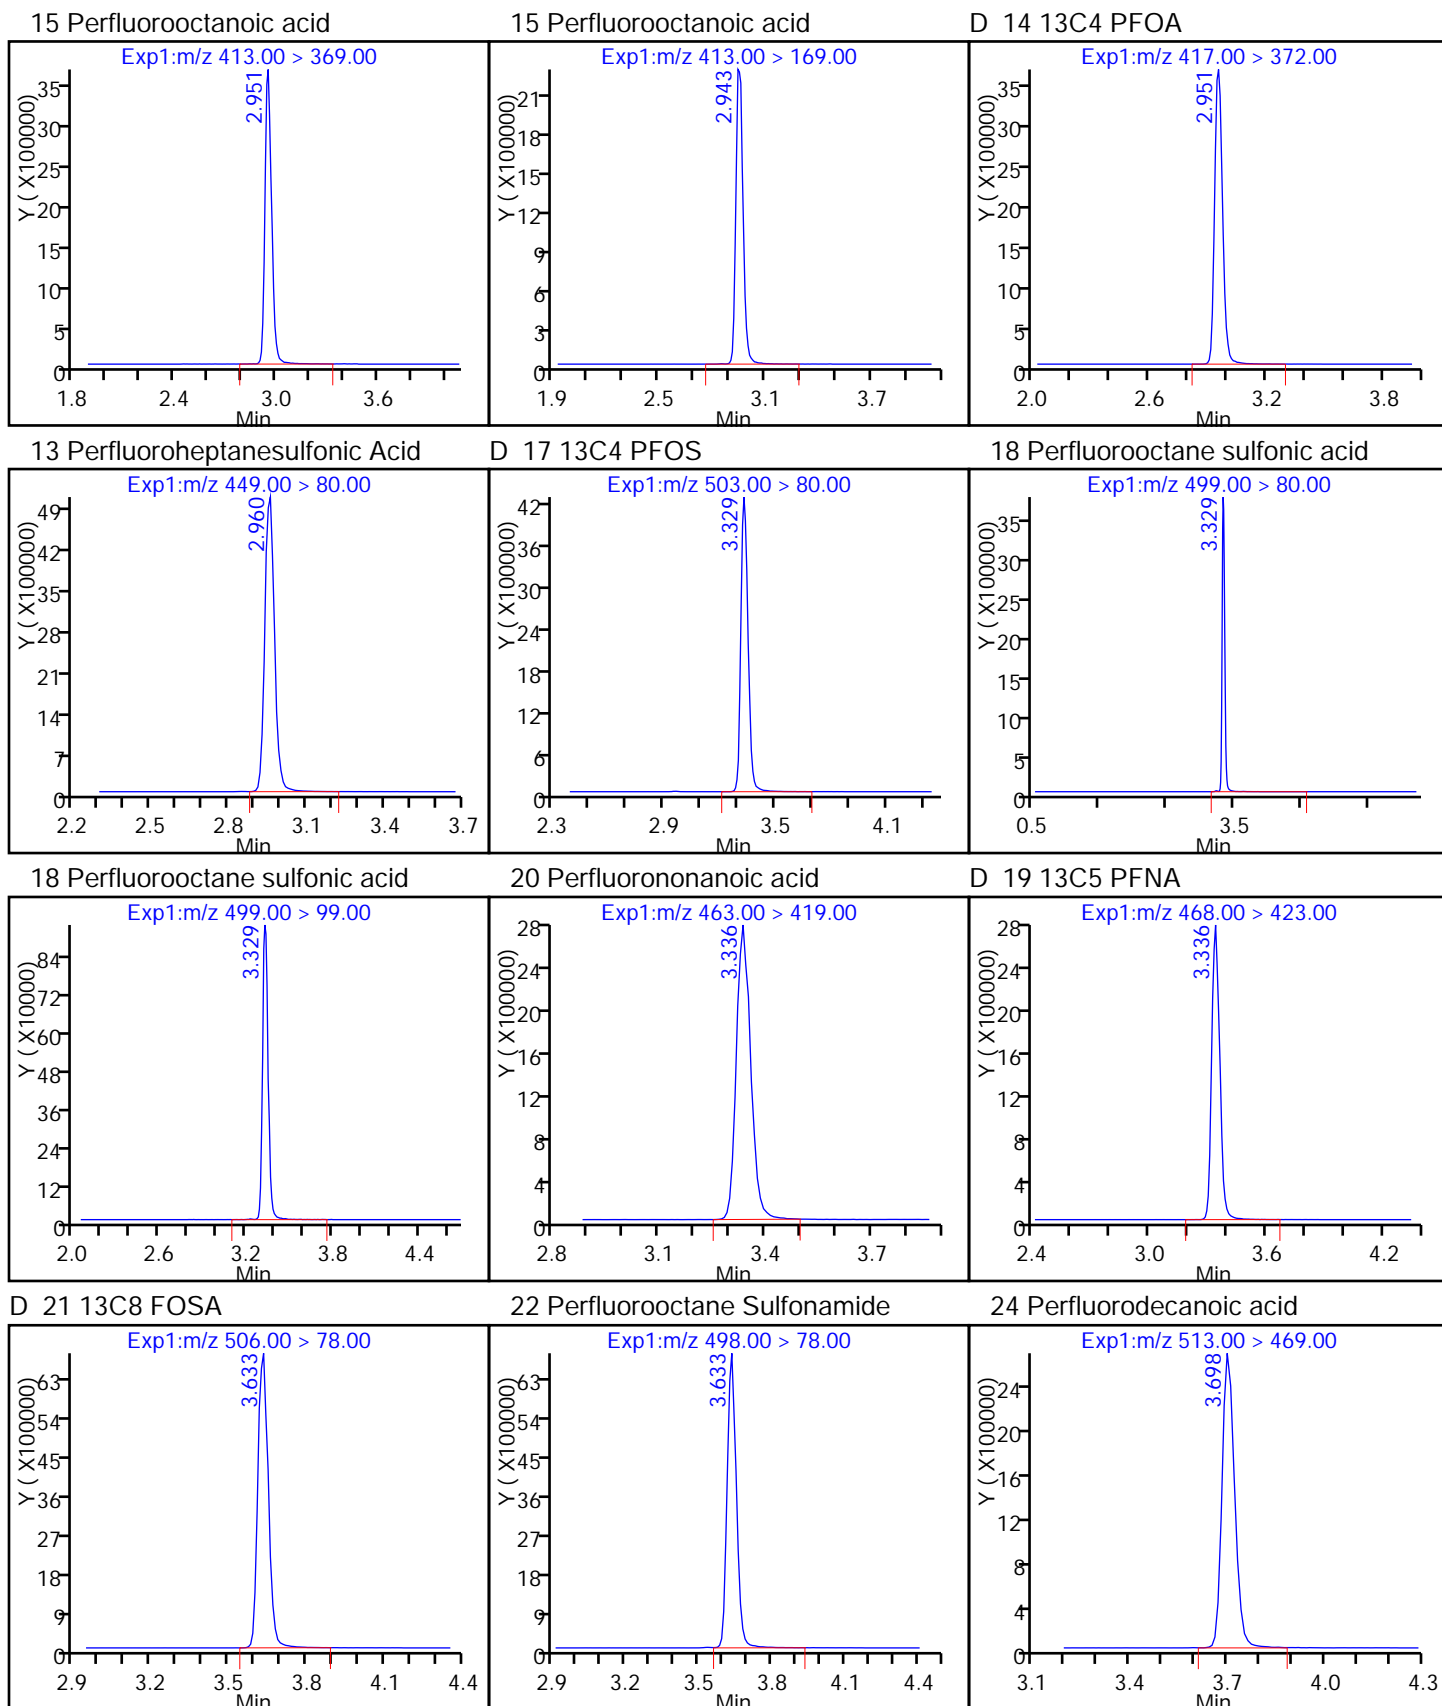 15 Perfluorooctanoic acid
Exp1:m/z 413.00 > 369.00
2.951
Y ( X100000)
35
30
25
20
15
10
5
0
1.8 2.4 3.0 3.6
Min
15 Perfluorooctanoic acid
Exp1:m/z 413.00 > 169.00
2.943
Y ( X100000)
21
18
15
12
9
6
3
0
1.9 2.5 3.1 3.7
Min
D 14 13C4 PFOA
Exp1:m/z 417.00 > 372.00
2.951
Y ( X100000)
35
30
25
20
15
10
5
0
2.0 2.6 3.2 3.8
Min
13 Perfluoroheptanesulfonic Acid
Exp1:m/z 449.00 > 80.00
2.960
Y ( X100000)
49
42
35
28
21
14
7
0
2.2 2.5 2.8 3.1 3.4 3.7
Min
D 17 13C4 PFOS
Exp1:m/z 503.00 > 80.00
3.329
Y ( X100000)
42
36
30
24
18
12
6
0
2.3 2.9 3.5 4.1
Min
18 Perfluorooctane sulfonic acid
Exp1:m/z 499.00 > 80.00
3.329
Y ( X100000)
35
30
25
20
15
10
5
0
0.5 3.5
Min
18 Perfluorooctane sulfonic acid
Exp1:m/z 499.00 > 99.00
3.329
Y ( X10000)
84
72
60
48
36
24
12
0
2.0 2.6 3.2 3.8 4.4
Min
20 Perfluorononanoic acid
Exp1:m/z 463.00 > 419.00
3.336
Y ( X100000)
28
24
20
16
12
8
4
0
2.8 3.1 3.4 3.7
Min
D 19 13C5 PFNA
Exp1:m/z 468.00 > 423.00
3.336
Y ( X100000)
28
24
20
16
12
8
4
0
2.4 3.0 3.6 4.2
Min
D 21 13C8 FOSA
Exp1:m/z 506.00 > 78.00
3.633
Y ( X100000)
63
54
45
36
27
18
9
0
2.9 3.2 3.5 3.8 4.1 4.4
Min
22 Perfluorooctane Sulfonamide
Exp1:m/z 498.00 > 78.00
3.633
Y ( X100000)
63
54
45
36
27
18
9
0
2.9 3.2 3.5 3.8 4.1 4.4
Min
24 Perfluorodecanoic acid
Exp1:m/z 513.00 > 469.00
3.698
Y ( X100000)
24
20
16
12
8
4
0
3.1 3.4 3.7 4.0 4.3
Min